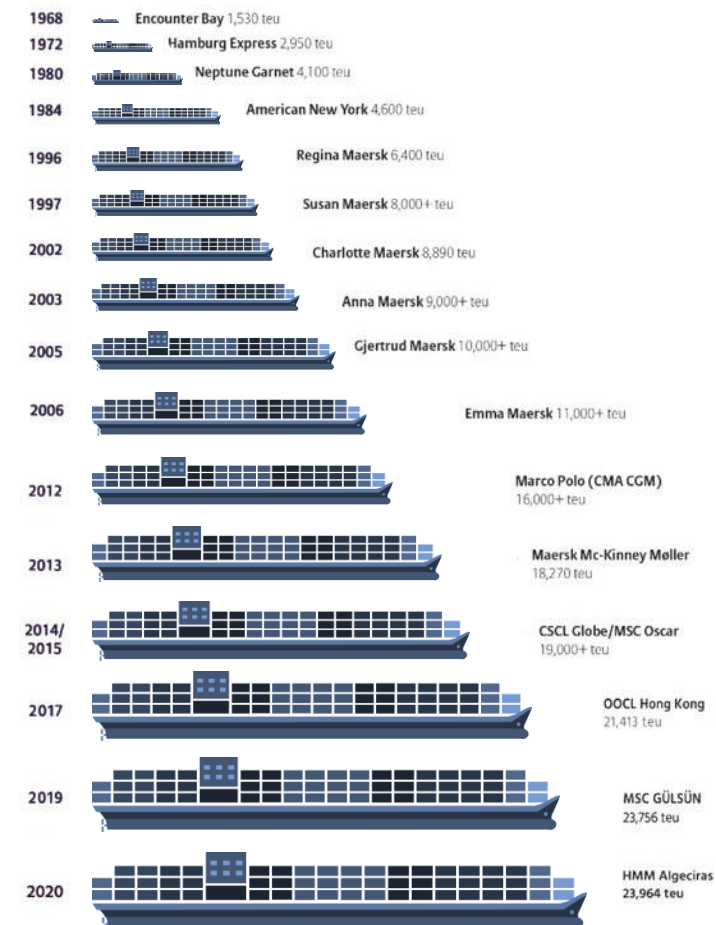 1968 Encounter Bay 1,530 teu
1972 Hamburg Express 2,950 teu
1980 Neptune Garnet 4,100 teu
1984 American New York 4,600 teu
1996 Regina Maersk 6,400 teu
1997 Susan Maersk 8,000+ teu
2002 Charlotte Maersk 8,890 teu
2003 Anna Maersk 9,000+ teu
2005 Gjertrud Maersk 10,000+ teu
2006 Emma Maersk 11,000+ teu
2012 Marco Polo (CMA CGM)
16,000+ teu
2013 Maersk Mc-Kinney Møller
18,270 teu
2014/
2015 CSCL Globe/MSC Oscar
19,000+ teu
2017 OOCL Hong Kong
21,413 teu
2019 MSC GÜLSÜN
23,756 teu
2020 HMM Algeciras
23,964 teu